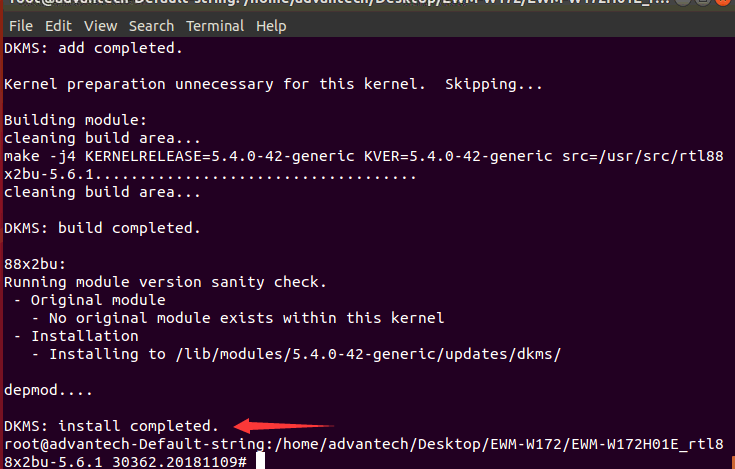 root@advantech-Default-string:/home/advantech/Desktop/EWM-W172/EWM-W172H01E_r...
File Edit View Search Terminal Help
DKMS: add completed.
Kernel preparation unnecessary for this kernel.  Skipping...
Building module:
cleaning build area...
make -j4 KERNELRELEASE=5.4.0-42-generic KVER=5.4.0-42-generic src=/usr/src/rtl88
x2bu-5.6.1....................................
cleaning build area...
DKMS: build completed.
88x2bu:
Running module version sanity check.
 - Original module
   - No original module exists within this kernel
 - Installation
   - Installing to /lib/modules/5.4.0-42-generic/updates/dkms/
depmod....
DKMS: install completed.
root@advantech-Default-string:/home/advantech/Desktop/EWM-W172/EWM-W172H01E_rtl8
8x2bu-5.6.1 30362.20181109#